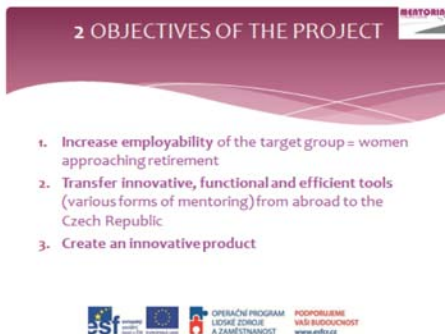 MENTORING
2 OBJECTIVES OF THE PROJECT
1. Increase employability of the target group = women
approaching retirement
2. Transfer innovative, functional and efficient tools
(various forms of mentoring) from abroad to the
Czech Republic
3. Create an innovative product
esf
OPERAČNÍ PROGRAM
LIDSKÉ ZDROJE
A ZAMĚSTNANOST
PODPORUJEME
VAŠI BUDOUCNOST
www.esfcr.cz